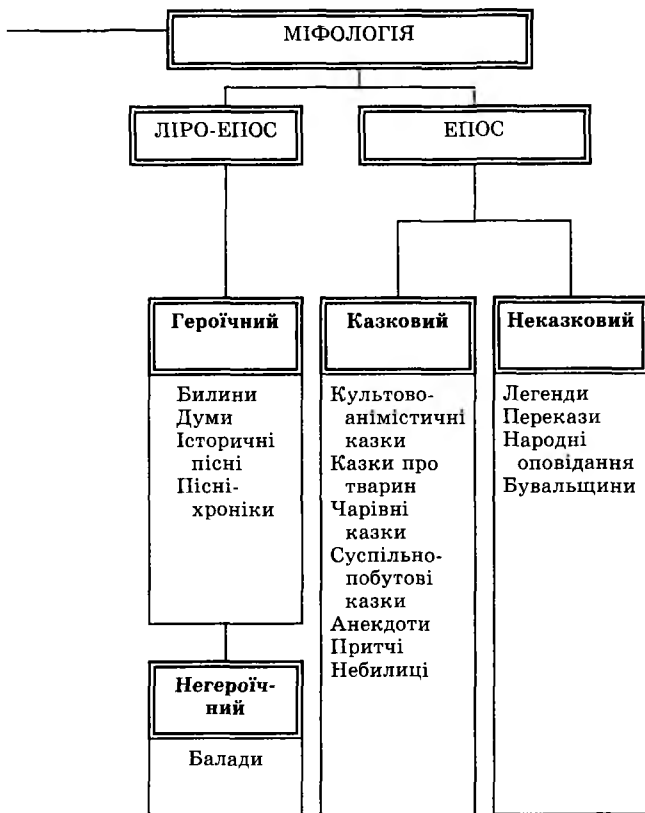 МІФОЛОГІЯ
ЛІРО-ЕПОС
ЕПОС
Героїчний
Билини
Думи
Історичні
пісні
Пісні-
хроніки
Негероїч-
ний
Балади
Казковий
Культово-
анімістичні
казки
Казки про
тварин
Чарівні
казки
Суспільно-
побутові
казки
Анекдоти
Притчі
Небилиці
Неказковий
Легенди
Перекази
Народні
оповідання
Бувальщини